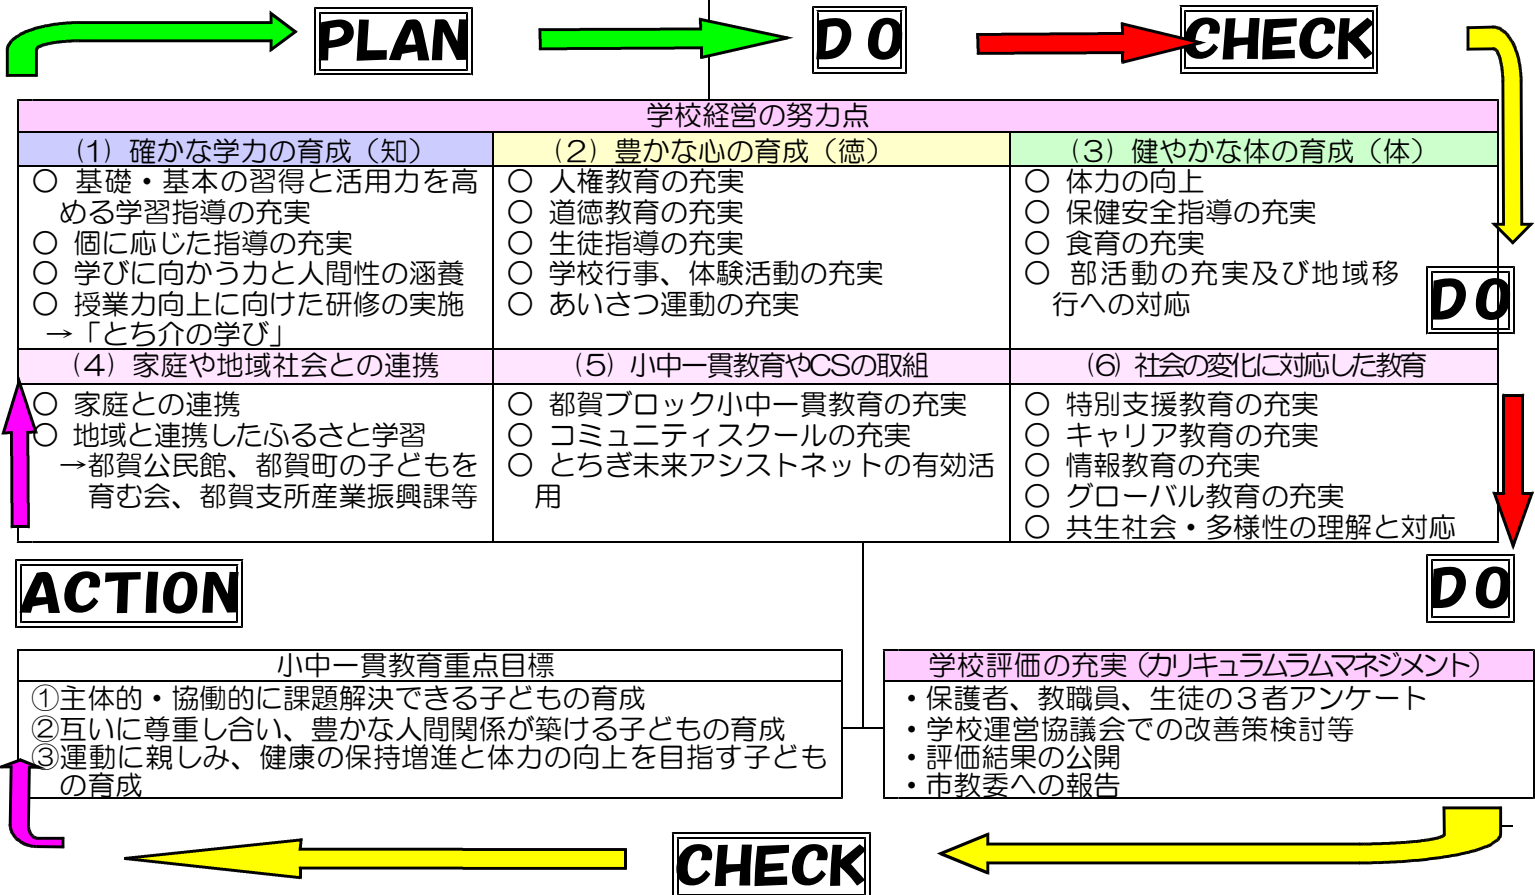 PLAN
DO
CHECK
学校経営の努力点
(1) 確かな学力の育成（知）
○ 基礎・基本の習得と活用力を高
める学習指導の充実
○ 個に応じた指導の充実
○ 学びに向かう力と人間性の涵養
○ 授業力向上に向けた研修の実施
→「とち介の学び」
(2) 豊かな心の育成（徳）
○ 人権教育の充実
○ 道徳教育の充実
○ 生徒指導の充実
○ 学校行事、体験活動の充実
○ あいさつ運動の充実
(3) 健やかな体の育成（体）
○ 体力の向上
○ 保健安全指導の充実
○ 食育の充実
○ 部活動の充実及び地域移
行への対応
DO
(4) 家庭や地域社会との連携
○ 家庭との連携
○ 地域と連携したふるさと学習
→都賀公民館、都賀町の子どもを
育む会、都賀支所産業振興課等
(5) 小中一貫教育やCSの取組
○ 都賀ブロック小中一貫教育の充実
○ コミュニティスクールの充実
○ とちぎ未来アシストネットの有効活
用
(6) 社会の変化に対応した教育
○ 特別支援教育の充実
○ キャリア教育の充実
○ 情報教育の充実
○ グローバル教育の充実
○ 共生社会・多様性の理解と対応
ACTION
DO
小中一貫教育重点目標
①主体的・協働的に課題解決できる子どもの育成
②互いに尊重し合い、豊かな人間関係が築ける子どもの育成
③運動に親しみ、健康の保持増進と体力の向上を目指す子ども
の育成
学校評価の充実（カリキュラムラムマネジメント）
・保護者、教職員、生徒の３者アンケート
・学校運営協議会での改善策検討等
・評価結果の公開
・市教委への報告
CHECK